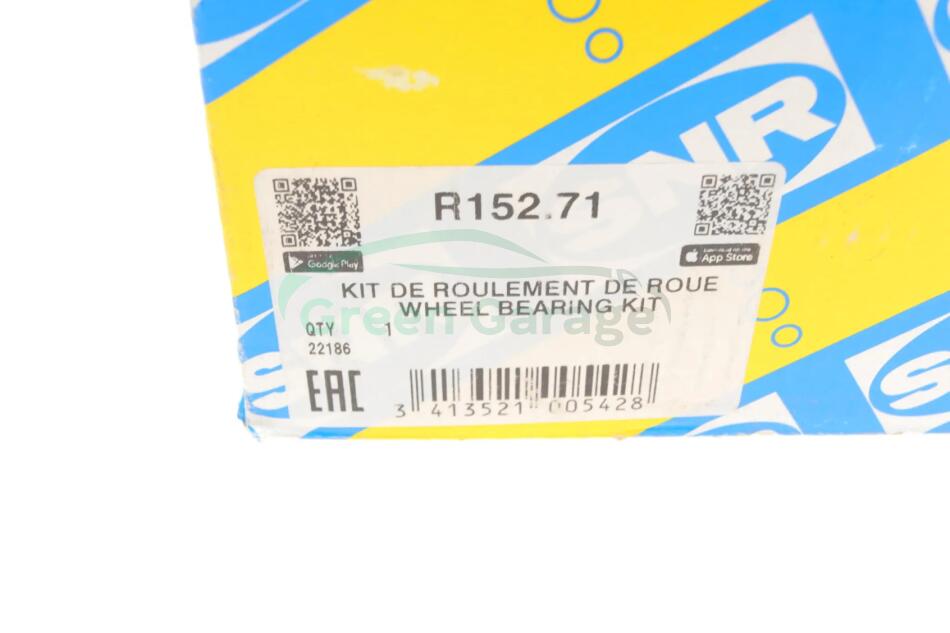 SNR
R152.71
Google Play
App Store
KIT DE ROULEMENT DE ROUE
WHEEL BEARING KIT
Green Garage
QTY 1
22186
EAC
3 413521 005428